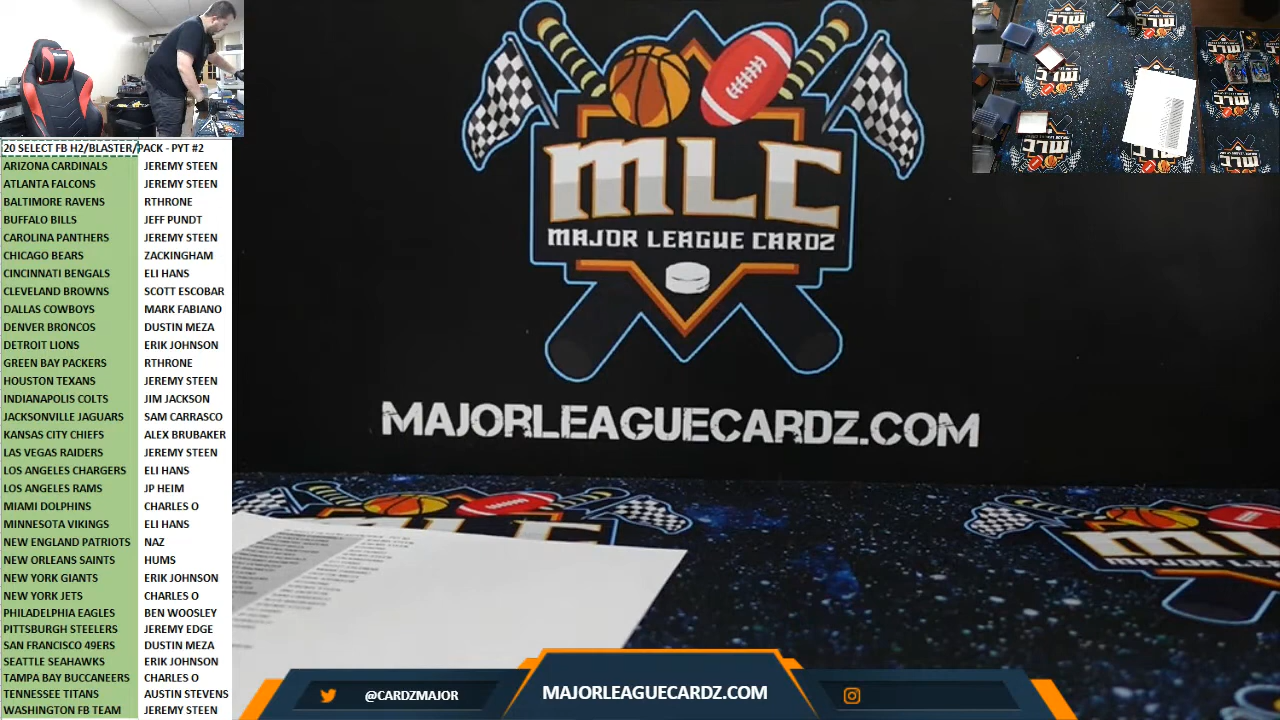 20 SELECT FB H2/BLASTER/PACK - PYT #2
ARIZONA CARDINALS JEREMY STEEN
ATLANTA FALCONS JEREMY STEEN
BALTIMORE RAVENS RTHRONE
BUFFALO BILLS JEFF PUNDT
CAROLINA PANTHERS JEREMY STEEN
CHICAGO BEARS ZACKINGHAM
CINCINNATI BENGALS ELI HANS
CLEVELAND BROWNS SCOTT ESCOBAR
DALLAS COWBOYS MARK FABIANO
DENVER BRONCOS DUSTIN MEZA
DETROIT LIONS ERIK JOHNSON
GREEN BAY PACKERS RTHRONE
HOUSTON TEXANS JEREMY STEEN
INDIANAPOLIS COLTS JIM JACKSON
JACKSONVILLE JAGUARS SAM CARRASCO
KANSAS CITY CHIEFS ALEX BRUBAKER
LAS VEGAS RAIDERS JEREMY STEEN
LOS ANGELES CHARGERS ELI HANS
LOS ANGELES RAMS JP HEIM
MIAMI DOLPHINS CHARLES O
MINNESOTA VIKINGS ELI HANS
NEW ENGLAND PATRIOTS NAZ
NEW ORLEANS SAINTS HUMS
NEW YORK GIANTS ERIK JOHNSON
NEW YORK JETS CHARLES O
PHILADELPHIA EAGLES BEN WOOSLEY
PITTSBURGH STEELERS JEREMY EDGE
SAN FRANCISCO 49ERS DUSTIN MEZA
SEATTLE SEAHAWKS ERIK JOHNSON
TAMPA BAY BUCCANEERS CHARLES O
TENNESSEE TITANS AUSTIN STEVENS
WASHINGTON FB TEAM JEREMY STEEN
MLC
MAJOR LEAGUE CARDZ
MAJORLEAGUECARDZ.COM
@CARDZMAJOR
MAJORLEAGUECARDZ.COM